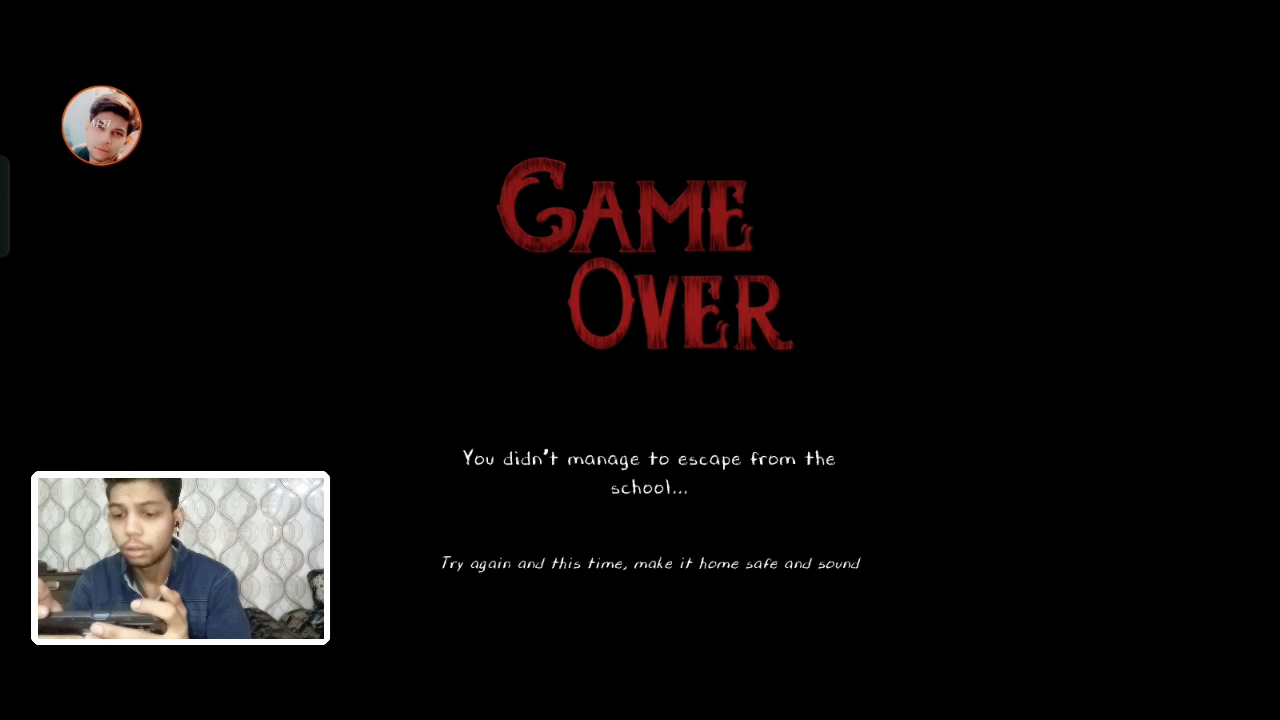 GAME
OVER
You didn't manage to escape from the
school...
Try again and this time, make it home safe and sound